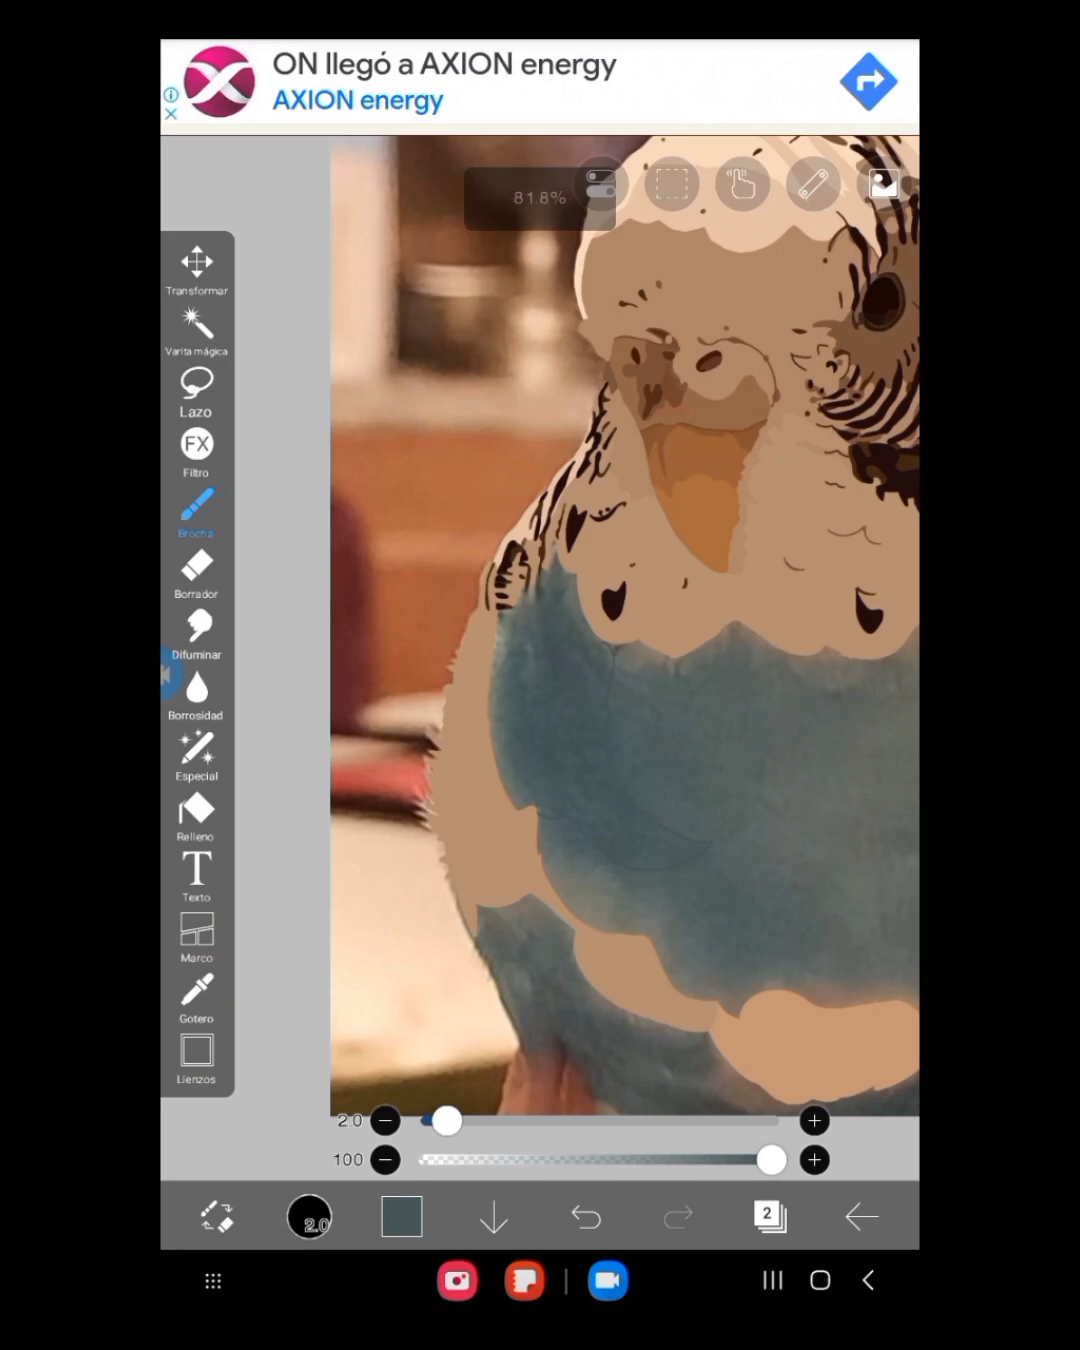 ON llegó a AXION energy
AXION energy
81.8%
Transformar
Varita mágica
Lazo
FX
Filtro
Brocha
Borrador
Difuminar
Borrosidad
Especial
Relleno
T
Texto
Marco
Gotero
Lienzos
2.0
100
2.0
2